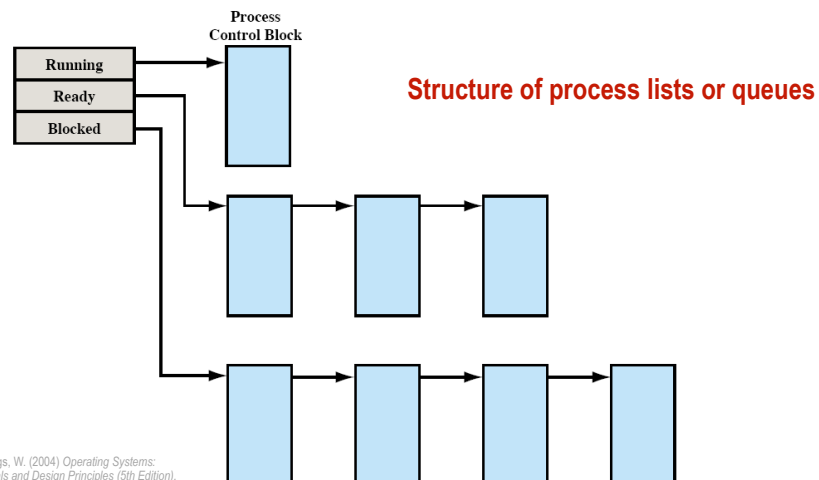 Process
Control Block
Running
Ready
Blocked
Structure of process lists or queues
W. (2004) Operating Systems:
and Design Principles (5th Edition).